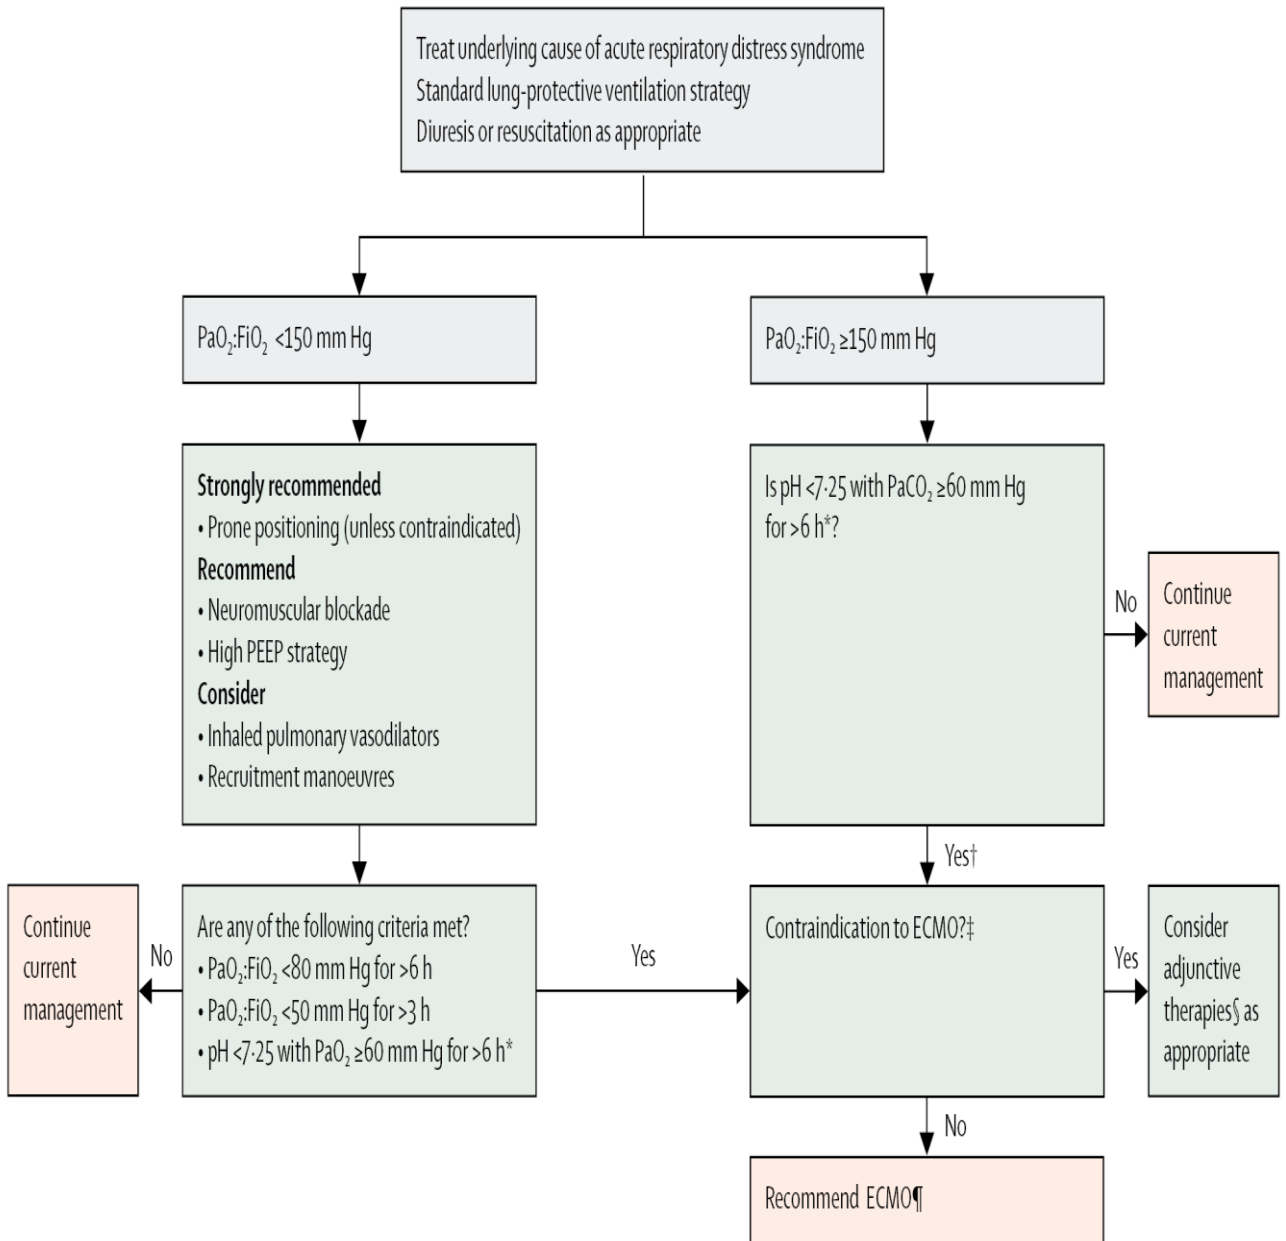 Treat underlying cause of acute respiratory distress syndrome
Standard lung-protective ventilation strategy
Diuresis or resuscitation as appropriate
PaO₂:FiO₂ <150 mm Hg
PaO₂:FiO₂ ≥150 mm Hg
Strongly recommended
• Prone positioning (unless contraindicated)
Recommend
• Neuromuscular blockade
• High PEEP strategy
Consider
• Inhaled pulmonary vasodilators
• Recruitment manoeuvres
Is pH <7·25 with PaCO₂ ≥60 mm Hg
for >6 h*?
No
Continue
current
management
Yes†
Continue
current
management
No
Are any of the following criteria met?
• PaO₂:FiO₂ <80 mm Hg for >6 h
• PaO₂:FiO₂ <50 mm Hg for >3 h
• pH <7·25 with PaO₂ ≥60 mm Hg for >6 h*
Yes
Contraindication to ECMO?‡
Yes
Consider
adjunctive
therapies§ as
appropriate
No
Recommend ECMO¶